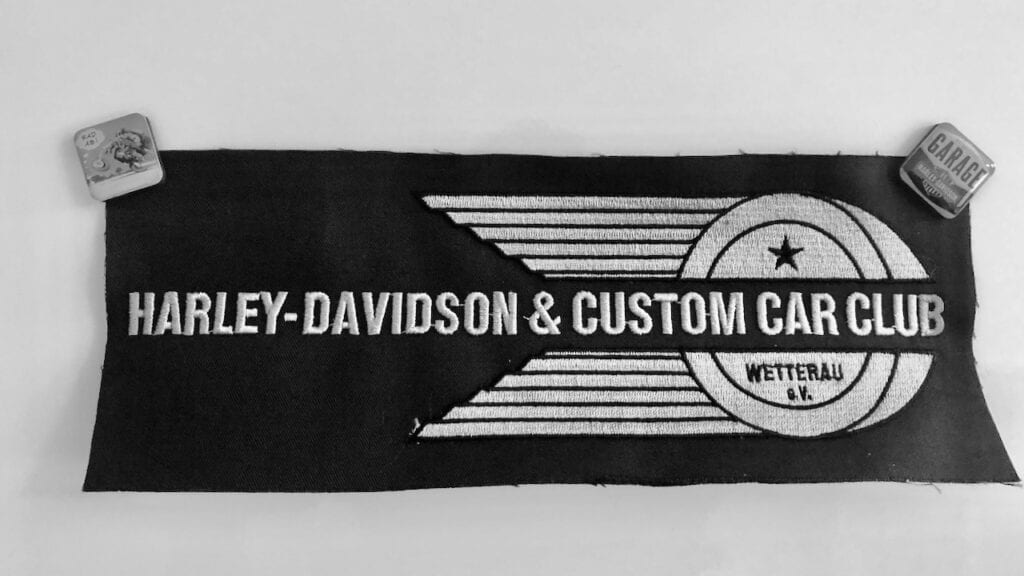 GARAGE
HARLEY-DAVIDSON & CUSTOM CAR CLUB
WETTERAU
e.V.